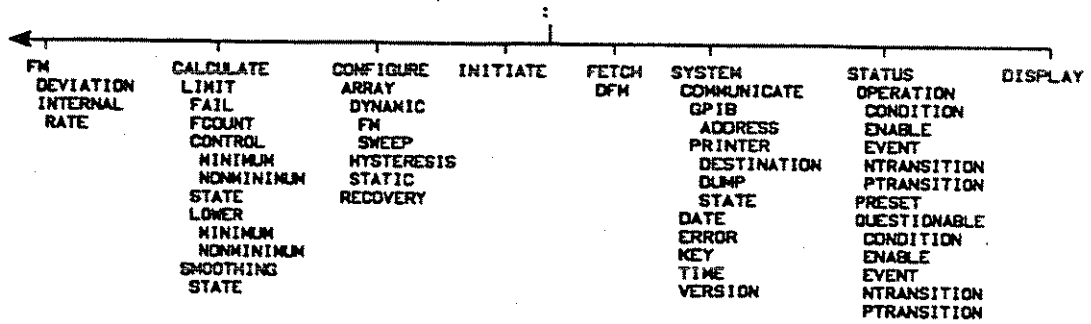 :
FM
DEVIATION
INTERNAL
RATE
CALCULATE
LIMIT
FAIL
FCOUNT
CONTROL
MINIMUM
NONMINIMUM
STATE
LOWER
MINIMUM
NONMINIMUM
SMOOTHING
STATE
CONFIGURE
ARRAY
DYNAMIC
FM
SWEEP
HYSTERESIS
STATIC
RECOVERY
INITIATE
FETCH
DFM
SYSTEM
COMMUNICATE
GPIB
ADDRESS
PRINTER
DESTINATION
DUMP
STATE
DATE
ERROR
KEY
TIME
VERSION
STATUS
OPERATION
CONDITION
ENABLE
EVENT
NTRANSITION
PTRANSITION
PRESET
QUESTIONABLE
CONDITION
ENABLE
EVENT
NTRANSITION
PTRANSITION
DISPLAY